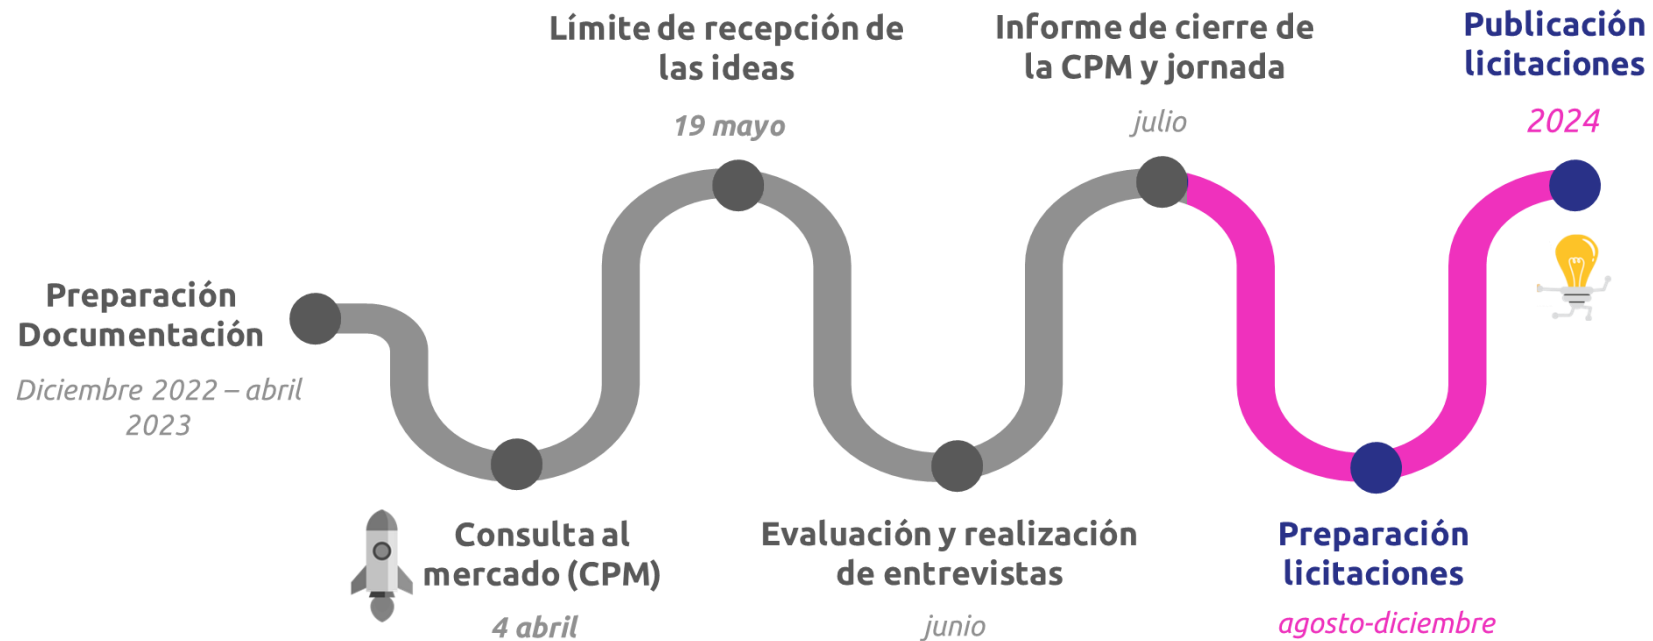 Preparación
Documentación
Diciembre 2022 – abril
2023
Consulta al
mercado (CPM)
4 abril
Límite de recepción de
las ideas
19 mayo
Evaluación y realización
de entrevistas
junio
Informe de cierre de
la CPM y jornada
julio
Preparación
licitaciones
agosto-diciembre
Publicación
licitaciones
2024